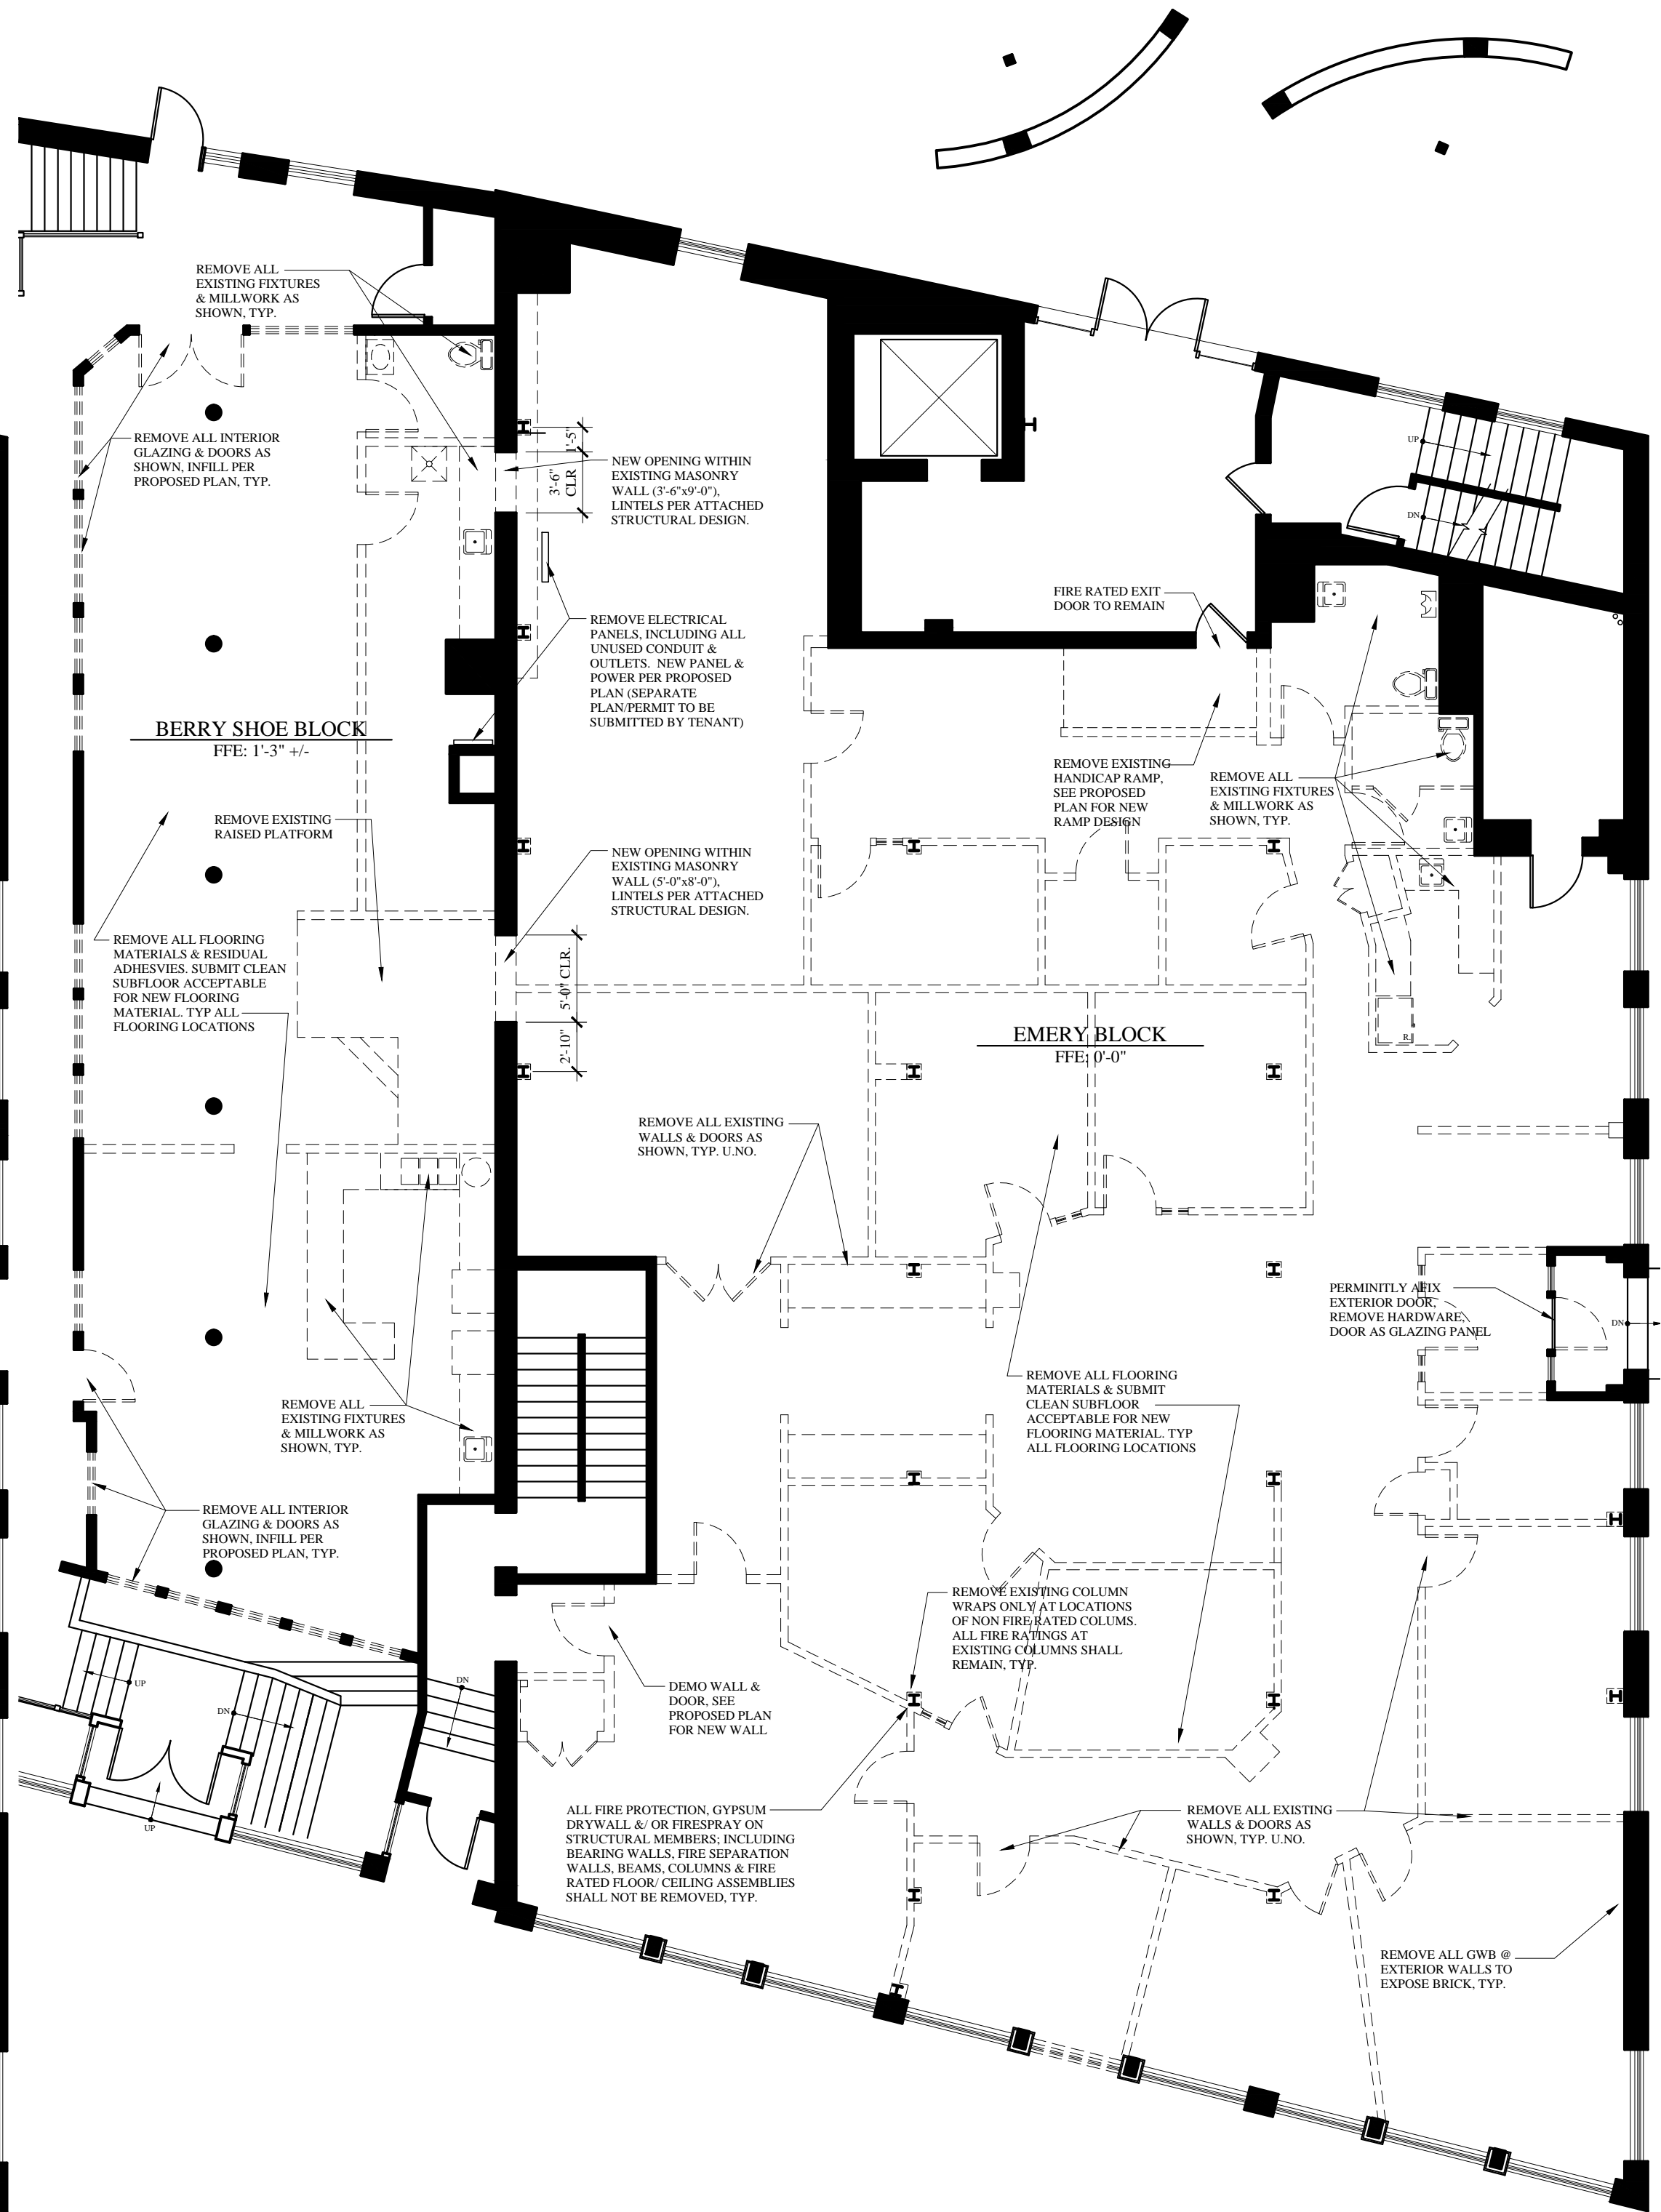 REMOVE ALL
EXISTING FIXTURES
& MILLWORK AS
SHOWN, TYP.
REMOVE ALL INTERIOR
GLAZING & DOORS AS
SHOWN, INFILL PER
PROPOSED PLAN, TYP.
1'-5"
3'-6"
CLR
NEW OPENING WITHIN
EXISTING MASONRY
WALL (3'-6"x9'-0"),
LINTELS PER ATTACHED
STRUCTURAL DESIGN.
UP
DN
FIRE RATED EXIT
DOOR TO REMAIN
REMOVE ELECTRICAL
PANELS, INCLUDING ALL
UNUSED CONDUIT &
OUTLETS. NEW PANEL &
POWER PER PROPOSED
PLAN (SEPARATE
PLAN/PERMIT TO BE
SUBMITTED BY TENANT)
BERRY SHOE BLOCK
FFE: 1'-3" +/-
REMOVE EXISTING
HANDICAP RAMP,
SEE PROPOSED
PLAN FOR NEW
RAMP DESIGN
REMOVE ALL
EXISTING FIXTURES
& MILLWORK AS
SHOWN, TYP.
REMOVE EXISTING
RAISED PLATFORM
NEW OPENING WITHIN
EXISTING MASONRY
WALL (5'-0"x8'-0"),
LINTELS PER ATTACHED
STRUCTURAL DESIGN.
REMOVE ALL FLOORING
MATERIALS & RESIDUAL
ADHESVIES. SUBMIT CLEAN
SUBFLOOR ACCEPTABLE
FOR NEW FLOORING
MATERIAL. TYP ALL
FLOORING LOCATIONS
5'-0" CLR.
2'-10"
EMERY BLOCK
FFE: 0'-0"
R.
REMOVE ALL EXISTING
WALLS & DOORS AS
SHOWN, TYP. U.NO.
PERMINITLY AFIX
EXTERIOR DOOR,
REMOVE HARDWARE,
DOOR AS GLAZING PANEL
DN
REMOVE ALL FLOORING
MATERIALS & SUBMIT
CLEAN SUBFLOOR
ACCEPTABLE FOR NEW
FLOORING MATERIAL. TYP
ALL FLOORING LOCATIONS
REMOVE ALL
EXISTING FIXTURES
& MILLWORK AS
SHOWN, TYP.
REMOVE ALL INTERIOR
GLAZING & DOORS AS
SHOWN, INFILL PER
PROPOSED PLAN, TYP.
REMOVE EXISTING COLUMN
WRAPS ONLY AT LOCATIONS
OF NON FIRE RATED COLUMS.
ALL FIRE RATINGS AT
EXISTING COLUMNS SHALL
REMAIN, TYP.
DEMO WALL &
DOOR, SEE
PROPOSED PLAN
FOR NEW WALL
UP
DN
DN
UP
ALL FIRE PROTECTION, GYPSUM
DRYWALL &/ OR FIRESPRAY ON
STRUCTURAL MEMBERS; INCLUDING
BEARING WALLS, FIRE SEPARATION
WALLS, BEAMS, COLUMNS & FIRE
RATED FLOOR/ CEILING ASSEMBLIES
SHALL NOT BE REMOVED, TYP.
REMOVE ALL EXISTING
WALLS & DOORS AS
SHOWN, TYP. U.NO.
REMOVE ALL GWB @
EXTERIOR WALLS TO
EXPOSE BRICK, TYP.